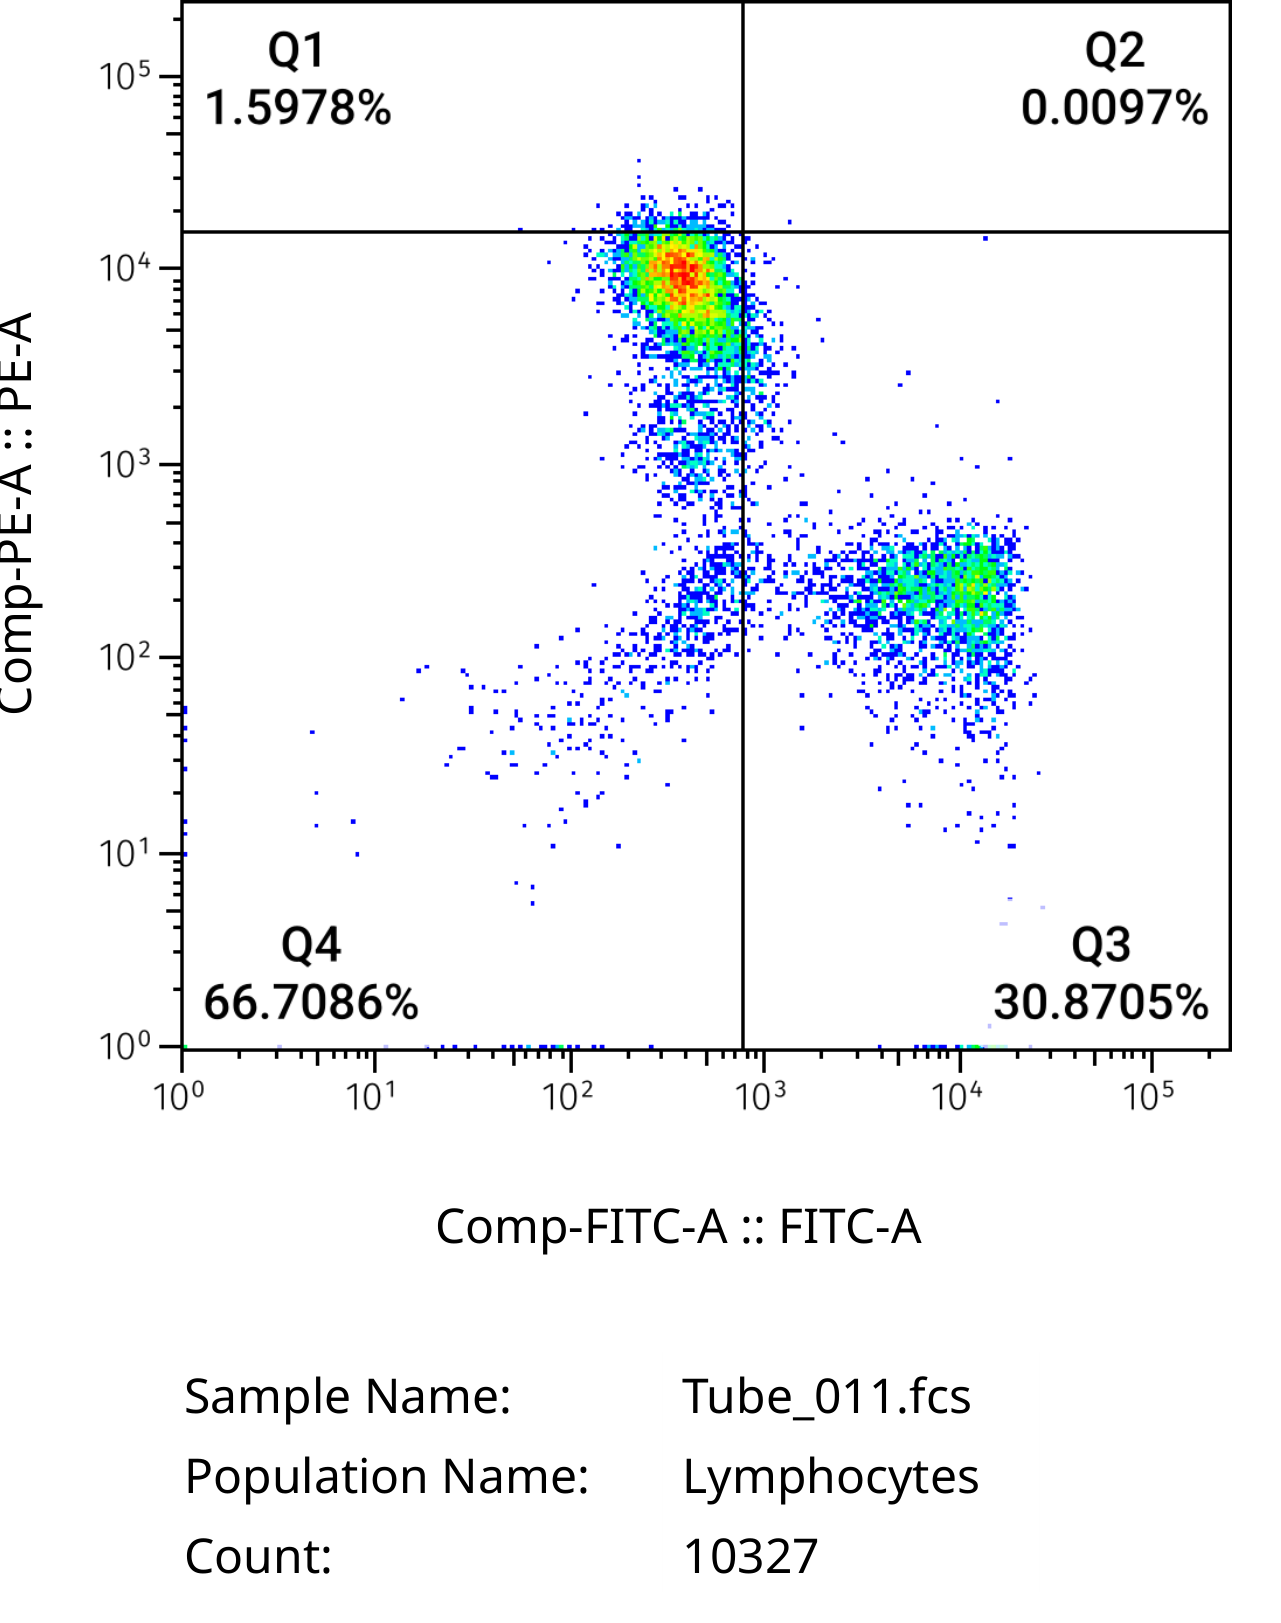 Q1
1.5978%
Q2
0.0097%
10⁵
10⁴
10³
10²
10¹
10⁰
Comp-PE-A :: PE-A
Q4
66.7086%
Q3
30.8705%
10⁰ 10¹ 10² 10³ 10⁴ 10⁵
Comp-FITC-A :: FITC-A
Sample Name: Tube_011.fcs
Population Name: Lymphocytes
Count: 10327